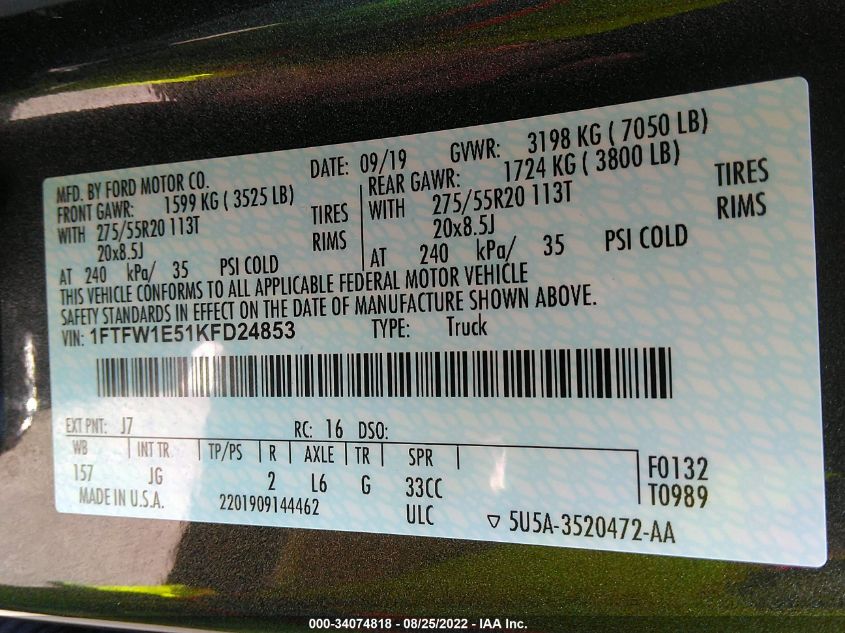 MFD. BY FORD MOTOR CO. DATE: 09/19 GVWR: 3198 KG ( 7050 LB)
FRONT GAWR: 1599 KG ( 3525 LB) REAR GAWR: 1724 KG ( 3800 LB)
WITH 275/55R20 113T TIRES WITH 275/55R20 113T TIRES
20x8.5J RIMS 20x8.5J RIMS
AT 240 kPa/ 35 PSI COLD AT 240 kPa/ 35 PSI COLD
THIS VEHICLE CONFORMS TO ALL APPLICABLE FEDERAL MOTOR VEHICLE
SAFETY STANDARDS IN EFFECT ON THE DATE OF MANUFACTURE SHOWN ABOVE.
VIN: 1FTFW1E51KFD24853 TYPE: Truck
EXT PNT: J7 RC: 16 DSO:
WB INT TR TP/PS R AXLE TR SPR F0132
157 JG 2 L6 G 33CC T0989
MADE IN U.S.A. 2201909144462 ULC ▽ 5U5A-3520472-AA
000-34074818 - 08/25/2022 - IAA Inc.